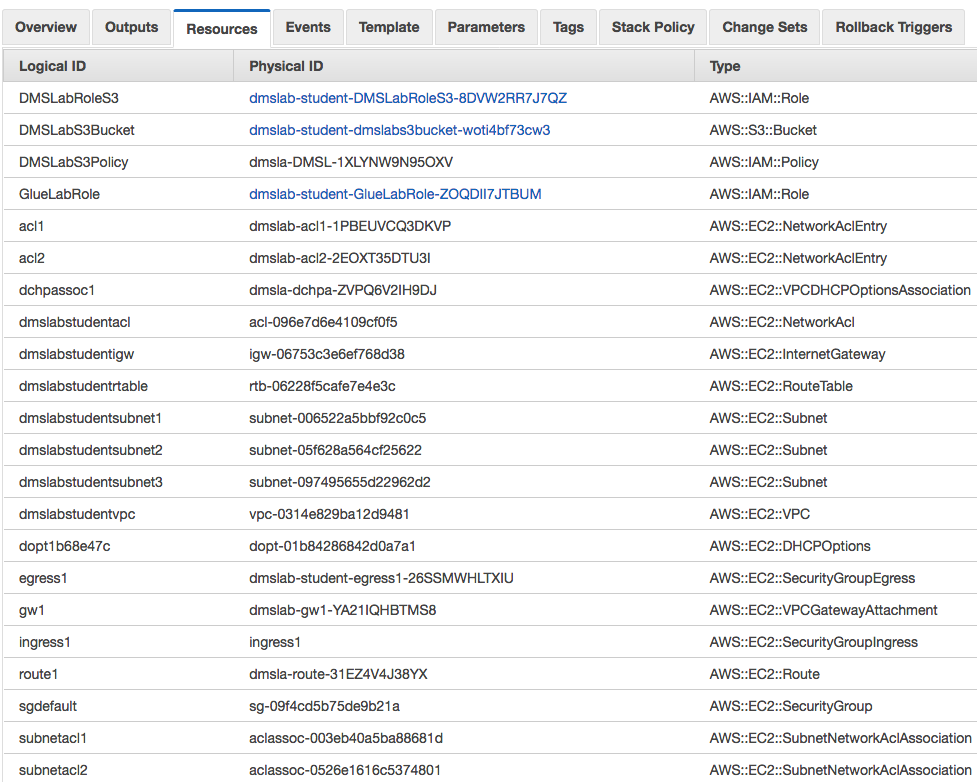 Overview Outputs Resources Events Template Parameters Tags Stack Policy Change Sets Rollback Triggers
Logical ID Physical ID Type
DMSLabRoleS3 dmslab-student-DMSLabRoleS3-8DVW2RR7J7QZ AWS::IAM::Role
DMSLabS3Bucket dmslab-student-dmslabs3bucket-woti4bf73cw3 AWS::S3::Bucket
DMSLabS3Policy dmsla-DMSL-1XLYNW9N95OXV AWS::IAM::Policy
GlueLabRole dmslab-student-GlueLabRole-ZOQDII7JTBUM AWS::IAM::Role
acl1 dmslab-acl1-1PBEUVCQ3DKVP AWS::EC2::NetworkAclEntry
acl2 dmslab-acl2-2EOXT35DTU3I AWS::EC2::NetworkAclEntry
dchpassoc1 dmsla-dchpa-ZVPQ6V2IH9DJ AWS::EC2::VPCDHCPOptionsAssociation
dmslabstudentacl acl-096e7d6e4109cf0f5 AWS::EC2::NetworkAcl
dmslabstudentigw igw-06753c3e6ef768d38 AWS::EC2::InternetGateway
dmslabstudentrtable rtb-06228f5cafe7e4e3c AWS::EC2::RouteTable
dmslabstudentsubnet1 subnet-006522a5bbf92c0c5 AWS::EC2::Subnet
dmslabstudentsubnet2 subnet-05f628a564cf25622 AWS::EC2::Subnet
dmslabstudentsubnet3 subnet-097495655d22962d2 AWS::EC2::Subnet
dmslabstudentvpc vpc-0314e829ba12d9481 AWS::EC2::VPC
dopt1b68e47c dopt-01b84286842d0a7a1 AWS::EC2::DHCPOptions
egress1 dmslab-student-egress1-26SSMWHLTXIU AWS::EC2::SecurityGroupEgress
gw1 dmslab-gw1-YA21IQHBTMS8 AWS::EC2::VPCGatewayAttachment
ingress1 ingress1 AWS::EC2::SecurityGroupIngress
route1 dmsla-route-31EZ4V4J38YX AWS::EC2::Route
sgdefault sg-09f4cd5b75de9b21a AWS::EC2::SecurityGroup
subnetacl1 aclassoc-003eb40a5ba88681d AWS::EC2::SubnetNetworkAclAssociation
subnetacl2 aclassoc-0526e1616c5374801 AWS::EC2::SubnetNetworkAclAssociation